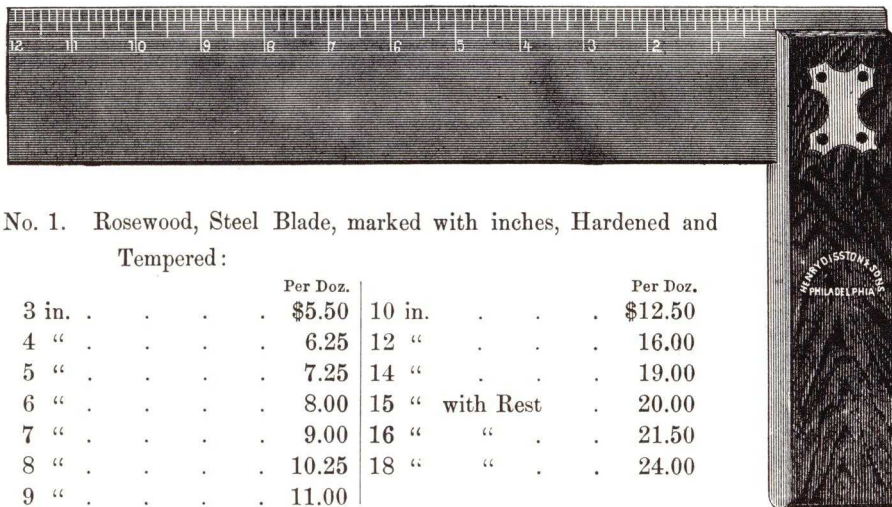 12 11 10 9 8 7 6 5 4 3 2 1
HENRY DISSTON & SONS.
PHILADELPHIA
No. 1. Rosewood, Steel Blade, marked with inches, Hardened and
Tempered:
Per Doz.
3 in. . . . . $5.50
4 “ . . . . 6.25
5 “ . . . . 7.25
6 “ . . . . 8.00
7 “ . . . . 9.00
8 “ . . . . 10.25
9 “ . . . . 11.00
Per Doz.
10 in. . . . $12.50
12 “ . . . 16.00
14 “ . . . 19.00
15 “ with Rest . 20.00
16 “ “ . . 21.50
18 “ “ . . 24.00